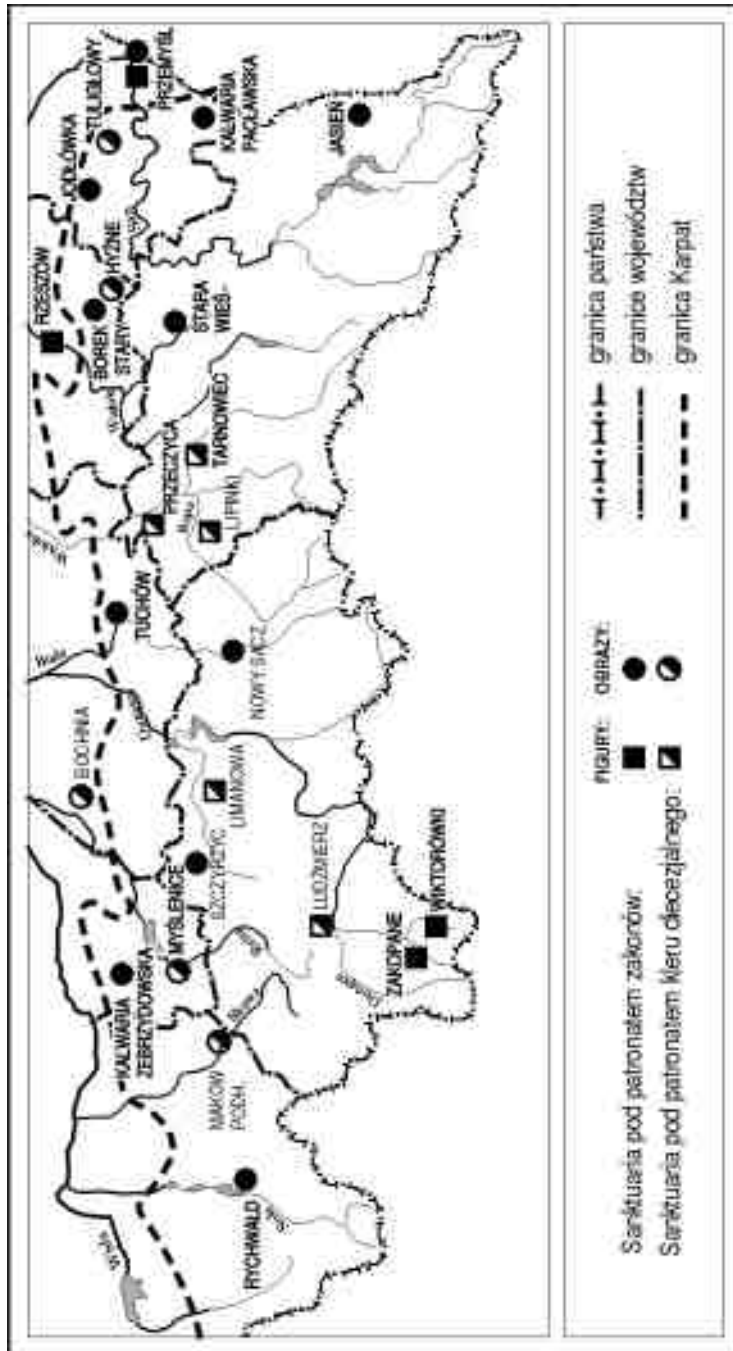 RZESZÓW
JODŁÓWKA
TULIGŁOWY
PRZEMYŚL
BOREK
STARY
HYŻNE
KALWARIA
PACŁAWSKA
STARA
WIEŚ
JASIEŃ
PRZECZYCA
TARNOWIEC
LIPINKI
TUCHÓW
NOWY SĄCZ
BOCHNIA
LIMANOWA
SZCZYRZYC
MYŚLENICE
KALWARIA
ZEBRZYDOWSKA
LUDŹMIERZ
ZAKOPANE
WIKTORÓWKI
MAKÓW
PODH.
RYCHWAŁD
Wisła
FIGURY: OBRAZY:
Sanktuaria pod patronatem zakonów:
Sanktuaria pod patronatem kleru diecezjalnego:
granica państwa
granice województw
granica Karpat